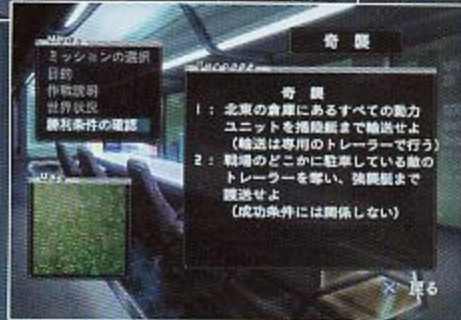 奇襲
Menu
ミッションの選択
目的
作戦説明
世界状況
勝利条件の確認
奇襲
1: 北東の倉庫にあるすべての動力
ユニットを揚陸艇まで輸送せよ
(輸送は専用のトレーラーで行う)
2: 戦場のどこかに駐車している敵の
トレーラーを奪い、強襲艇まで
護送せよ
(成功条件には関係しない)
Map
× 戻る